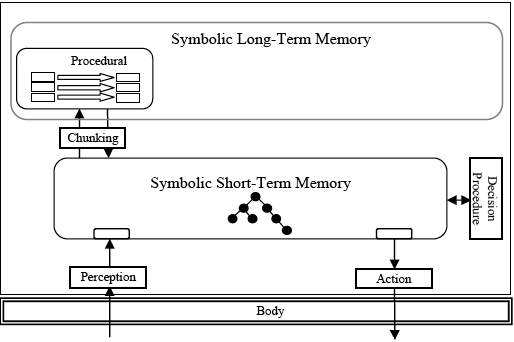 Symbolic Long-Term Memory
Procedural
Chunking
Symbolic Short-Term Memory
Decision
Procedure
Perception
Action
Body